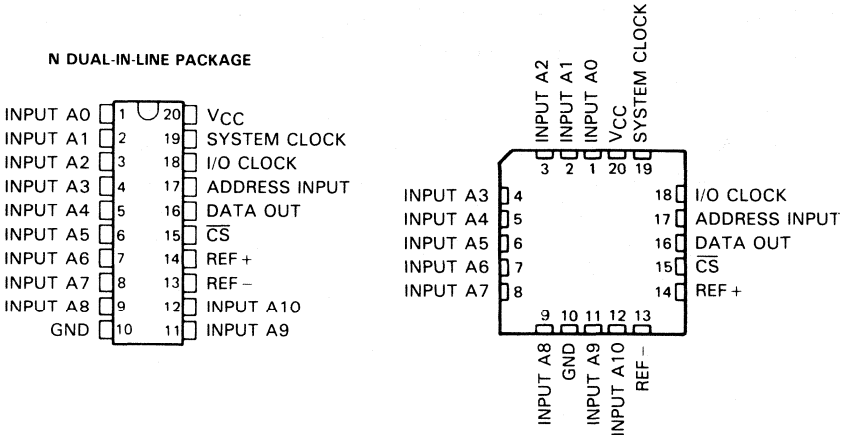 N DUAL-IN-LINE PACKAGE
INPUT A0 1 20 VCC
INPUT A1 2 19 SYSTEM CLOCK
INPUT A2 3 18 I/O CLOCK
INPUT A3 4 17 ADDRESS INPUT
INPUT A4 5 16 DATA OUT
INPUT A5 6 15 C̅S̅
INPUT A6 7 14 REF+
INPUT A7 8 13 REF−
INPUT A8 9 12 INPUT A10
GND 10 11 INPUT A9
INPUT A2
INPUT A1
INPUT A0
VCC
SYSTEM CLOCK
3 2 1 20 19
INPUT A3 4 18 I/O CLOCK
INPUT A4 5 17 ADDRESS INPUT
INPUT A5 6 16 DATA OUT
INPUT A6 7 15 C̅S̅
INPUT A7 8 14 REF+
9 10 11 12 13
INPUT A8
GND
INPUT A9
INPUT A10
REF−